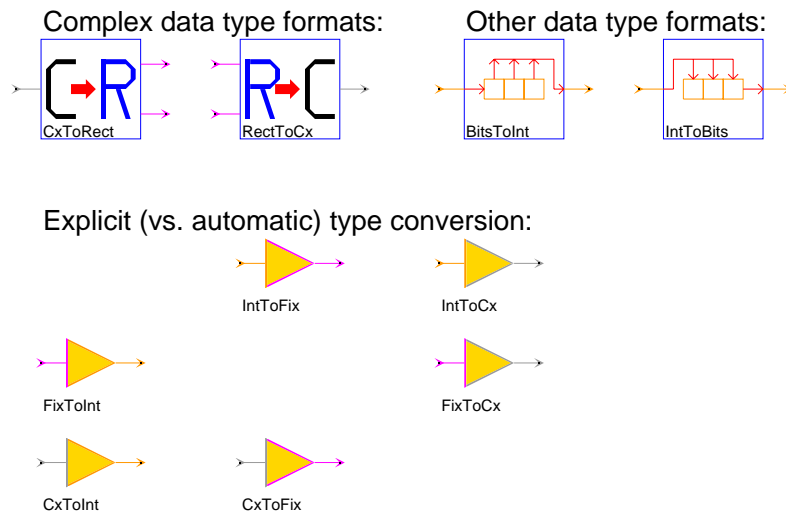 Complex data type formats: Other data type formats:
C R R C
CxToRect RectToCx BitsToInt IntToBits
Explicit (vs. automatic) type conversion:
IntToFix IntToCx
FixToInt FixToCx
CxToInt CxToFix